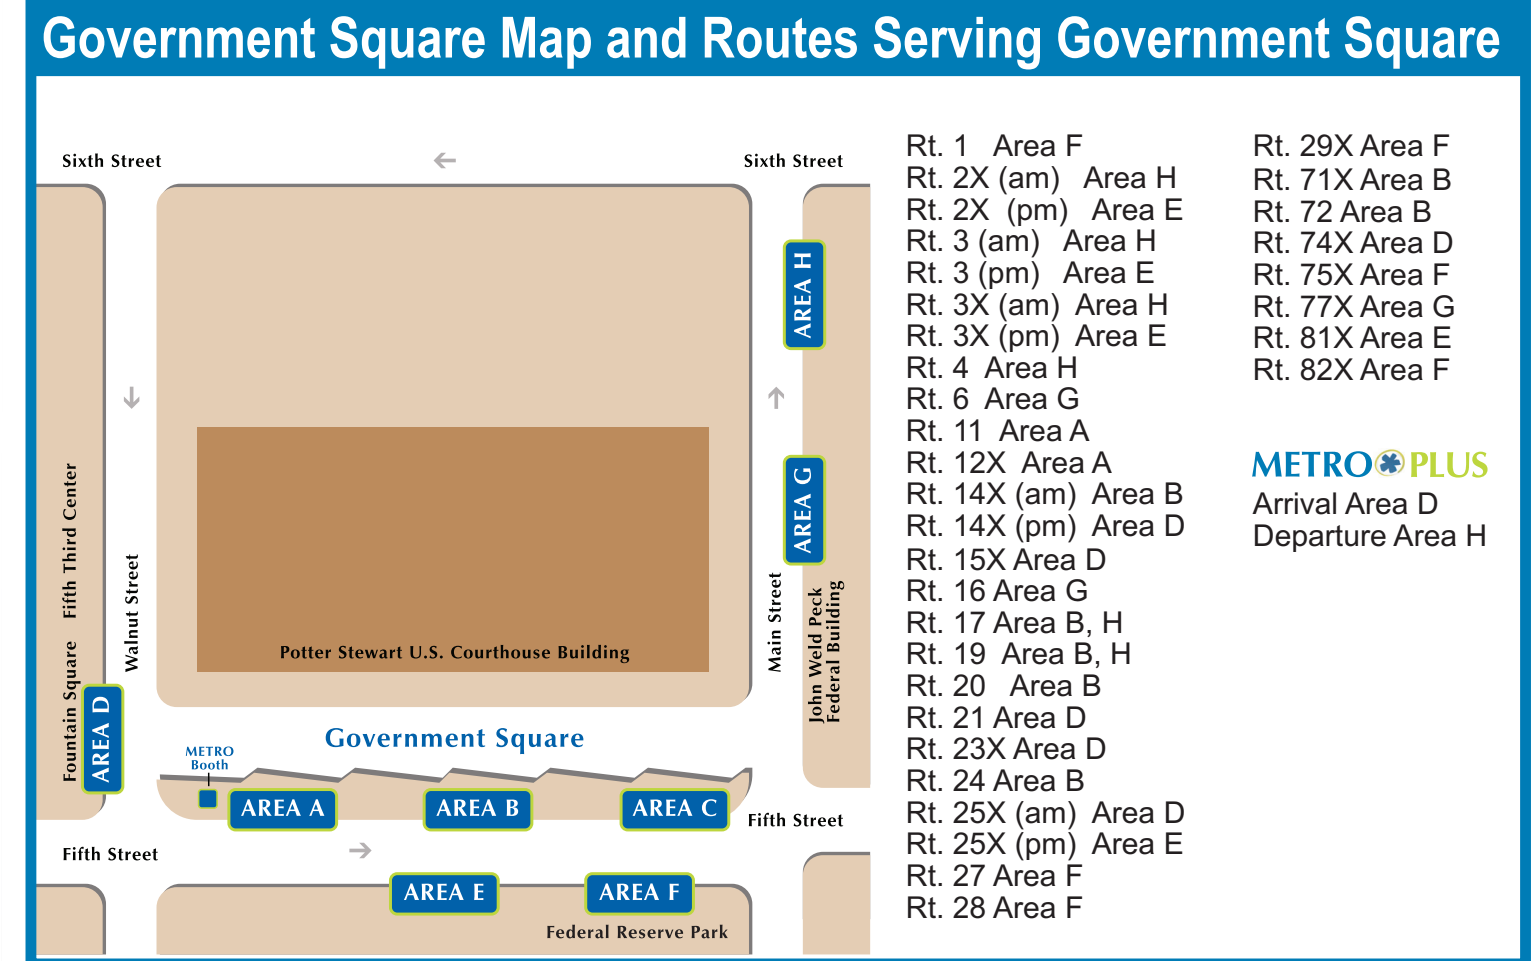 Government Square Map and Routes Serving Government Square
Sixth Street
Sixth Street
AREA H
AREA G
Fifth Third Center
Fountain Square
Walnut Street
AREA D
Main Street
John Weld Peck
Federal Building
Potter Stewart U.S. Courthouse Building
Government Square
METRO
Booth
AREA A
AREA B
AREA C
Fifth Street
Fifth Street
AREA E
AREA F
Federal Reserve Park
Rt. 1 Area F
Rt. 2X (am) Area H
Rt. 2X (pm) Area E
Rt. 3 (am) Area H
Rt. 3 (pm) Area E
Rt. 3X (am) Area H
Rt. 3X (pm) Area E
Rt. 4 Area H
Rt. 6 Area G
Rt. 11 Area A
Rt. 12X Area A
Rt. 14X (am) Area B
Rt. 14X (pm) Area D
Rt. 15X Area D
Rt. 16 Area G
Rt. 17 Area B, H
Rt. 19 Area B, H
Rt. 20 Area B
Rt. 21 Area D
Rt. 23X Area D
Rt. 24 Area B
Rt. 25X (am) Area D
Rt. 25X (pm) Area E
Rt. 27 Area F
Rt. 28 Area F
Rt. 29X Area F
Rt. 71X Area B
Rt. 72 Area B
Rt. 74X Area D
Rt. 75X Area F
Rt. 77X Area G
Rt. 81X Area E
Rt. 82X Area F
METRO PLUS
Arrival Area D
Departure Area H